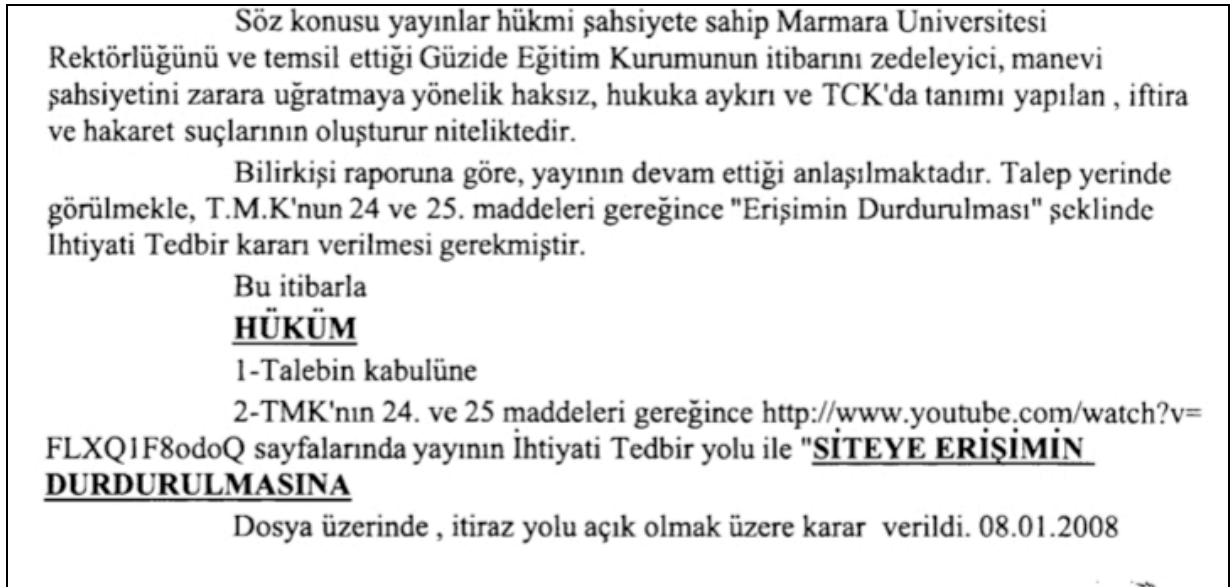 Söz konusu yayınlar hükmi şahsiyete sahip Marmara Universitesi
Rektörlüğünü ve temsil ettiği Güzide Eğitim Kurumunun itibarını zedeleyici, manevi
şahsiyetini zarara uğratmaya yönelik haksız, hukuka aykırı ve TCK'da tanımı yapılan , iftira
ve hakaret suçlarının oluşturur niteliktedir.
Bilirkişi raporuna göre, yayının devam ettiği anlaşılmaktadır. Talep yerinde
görülmekle, T.M.K'nun 24 ve 25. maddeleri gereğince "Erişimin Durdurulması" şeklinde
İhtiyati Tedbir kararı verilmesi gerekmiştir.
Bu itibarla
HÜKÜM
1-Talebin kabulüne
2-TMK'nın 24. ve 25 maddeleri gereğince http://www.youtube.com/watch?v=
FLXQ1F8odoQ sayfalarında yayının İhtiyati Tedbir yolu ile "SİTEYE ERİŞİMİN
DURDURULMASINA
Dosya üzerinde , itiraz yolu açık olmak üzere karar verildi. 08.01.2008